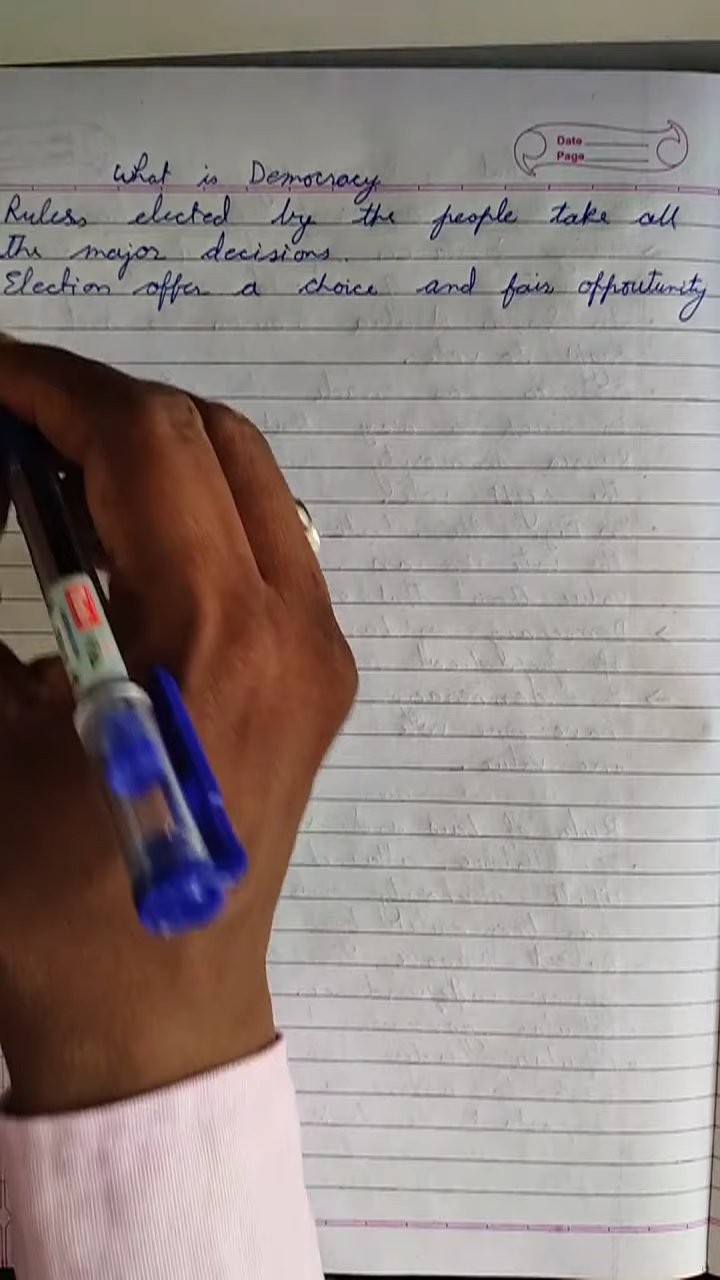 Date
Page
What is Democracy
Rules elected by the people take all
the major decisions.
Election offer a choice and fair opportunity